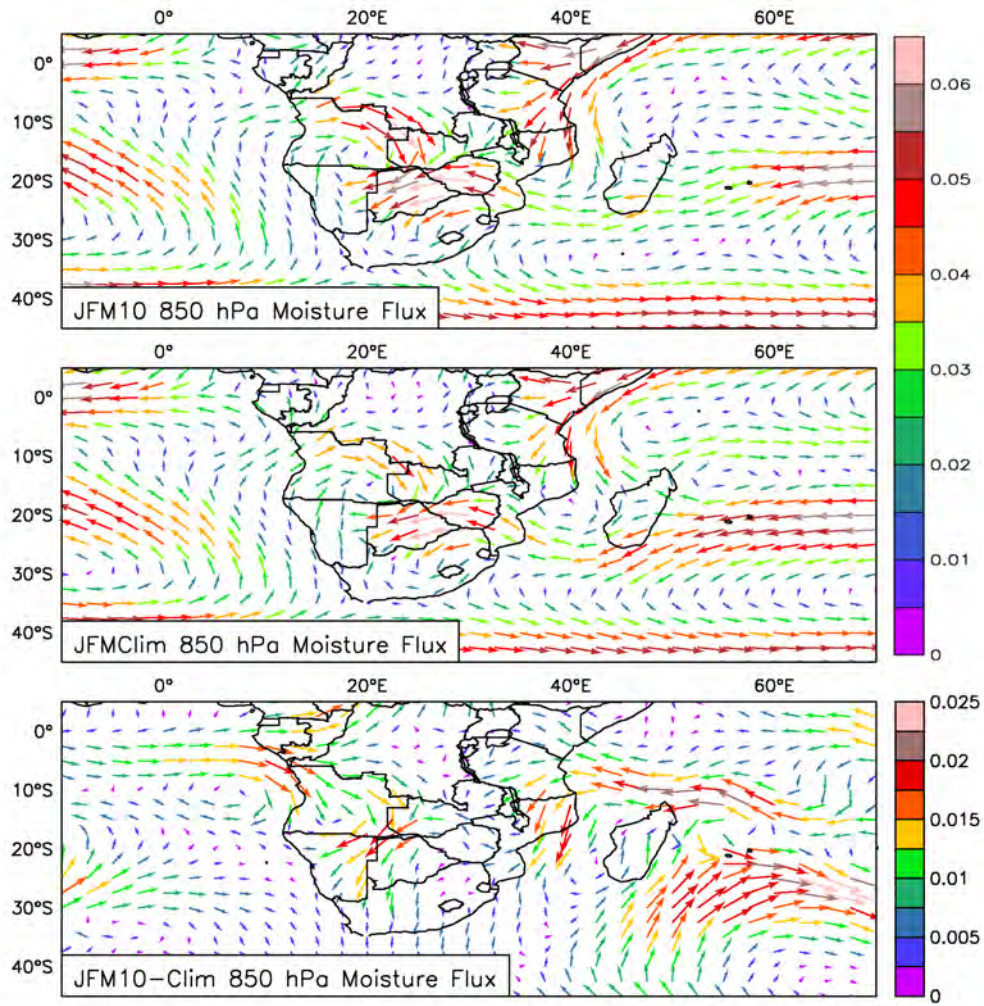 0° 20°E 40°E 60°E
0°
10°S
20°S
30°S
40°S
JFM10 850 hPa Moisture Flux
0° 20°E 40°E 60°E
0°
10°S
20°S
30°S
40°S
JFMClim 850 hPa Moisture Flux
0.06
0.05
0.04
0.03
0.02
0.01
0
0° 20°E 40°E 60°E
0°
10°S
20°S
30°S
40°S
JFM10-Clim 850 hPa Moisture Flux
0.025
0.02
0.015
0.01
0.005
0